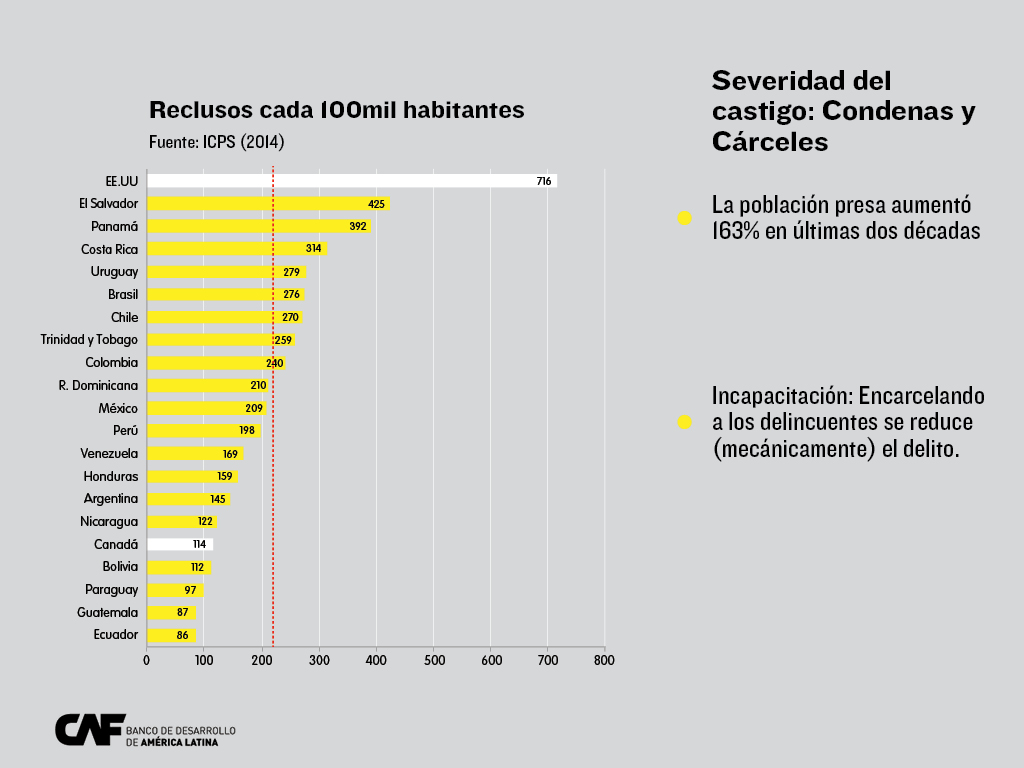 Reclusos cada 100mil habitantes
Fuente: ICPS (2014)
EE.UU 716
El Salvador 425
Panamá 392
Costa Rica 314
Uruguay 279
Brasil 276
Chile 270
Trinidad y Tobago 259
Colombia 240
R. Dominicana 210
México 209
Perú 198
Venezuela 169
Honduras 159
Argentina 145
Nicaragua 122
Canadá 114
Bolivia 112
Paraguay 97
Guatemala 87
Ecuador 86
0 100 200 300 400 500 600 700 800
Severidad del
castigo: Condenas y
Cárceles
La población presa aumentó
163% en últimas dos décadas
Incapacitación: Encarcelando
a los delincuentes se reduce
(mecánicamente) el delito.
CAF
BANCO DE DESARROLLO
DE AMÉRICA LATINA